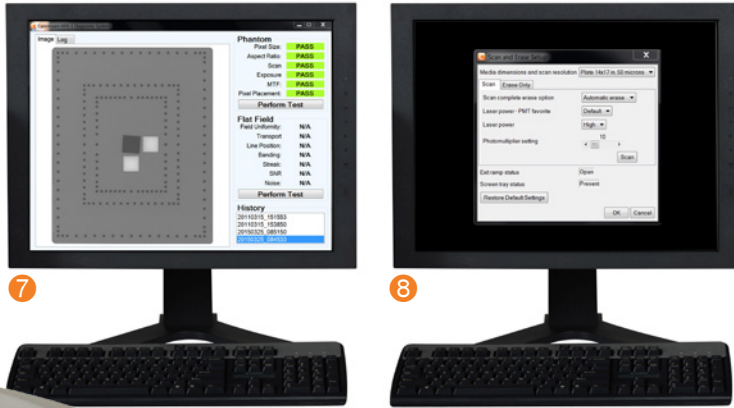 Image Log
Phantom
Pixel Size: PASS
Aspect Ratio: PASS
Scan PASS
Exposure PASS
MTF: PASS
Pixel Placement: PASS
Perform Test
Flat Field
Field Uniformity: N/A
Transport N/A
Line Position: N/A
Banding: N/A
Streak: N/A
SNR N/A
Noise: N/A
Perform Test
History
20110315_151553
20110315_153850
20150325_085150
20150325_084550
7
Scan and Erase Setup
Media dimensions and scan resolution Plate, 14x17 in, 50 microns
Scan Erase Only
Scan complete erase option Automatic erase
Laser power - PMT favorite Default
Laser power High
Photomultiplier setting 10
Scan
Exit ramp status Open
Screen tray status Present
Restore Default Settings
OK Cancel
8